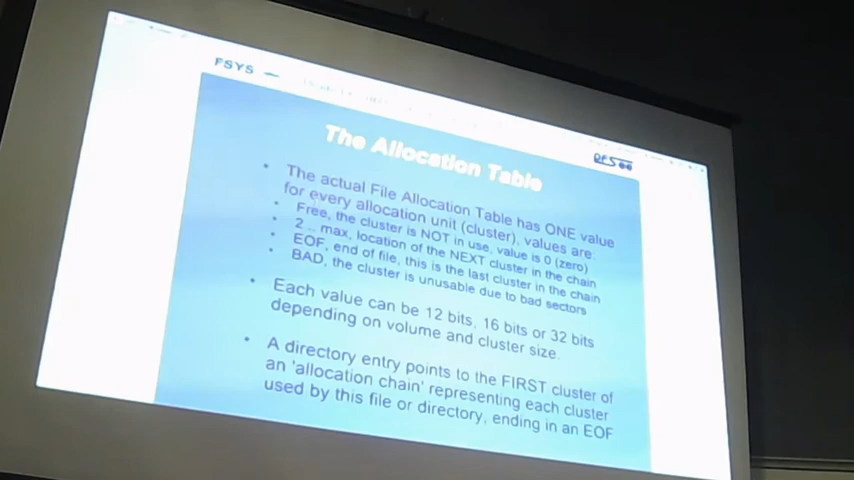 FSYS
The Allocation Table
• The actual File Allocation Table has ONE value
for every allocation unit (cluster), values are:
• Free, the cluster is NOT in use, value is 0 (zero)
• 2 .. max, location of the NEXT cluster in the chain
• EOF, end of file, this is the last cluster in the chain
• BAD, the cluster is unusable due to bad sectors
• Each value can be 12 bits, 16 bits or 32 bits
depending on volume and cluster size.
• A directory entry points to the FIRST cluster of
an 'allocation chain' representing each cluster
used by this file or directory, ending in an EOF